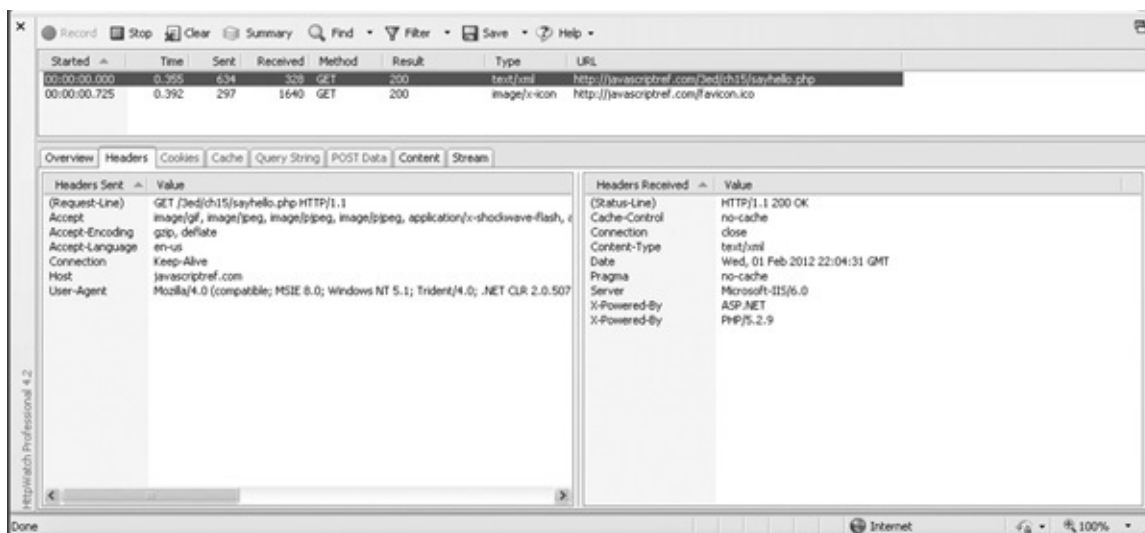 Record Stop Clear Summary Find Filter Save Help
Started Time Sent Received Method Result Type URL
00:00:00.000 0.355 634 328 GET 200 text/xml http://javascriptref.com/3ed/ch15/sayhello.php
00:00:00.725 0.392 297 1640 GET 200 image/x-icon http://javascriptref.com/favicon.ico
Overview Headers Cookies Cache Query String POST Data Content Stream
Headers Sent Value
(Request-Line) GET /3ed/ch15/sayhello.php HTTP/1.1
Accept image/gif, image/jpeg, image/pjpeg, image/pjpeg, application/x-shockwave-flash, a
Accept-Encoding gzip, deflate
Accept-Language en-us
Connection Keep-Alive
Host javascriptref.com
User-Agent Mozilla/4.0 (compatible; MSIE 8.0; Windows NT 5.1; Trident/4.0; .NET CLR 2.0.507
Headers Received Value
(Status-Line) HTTP/1.1 200 OK
Cache-Control no-cache
Connection close
Content-Type text/xml
Date Wed, 01 Feb 2012 22:04:31 GMT
Pragma no-cache
Server Microsoft-IIS/6.0
X-Powered-By ASP.NET
X-Powered-By PHP/5.2.9
HttpWatch Professional 4.2
Done Internet 100%